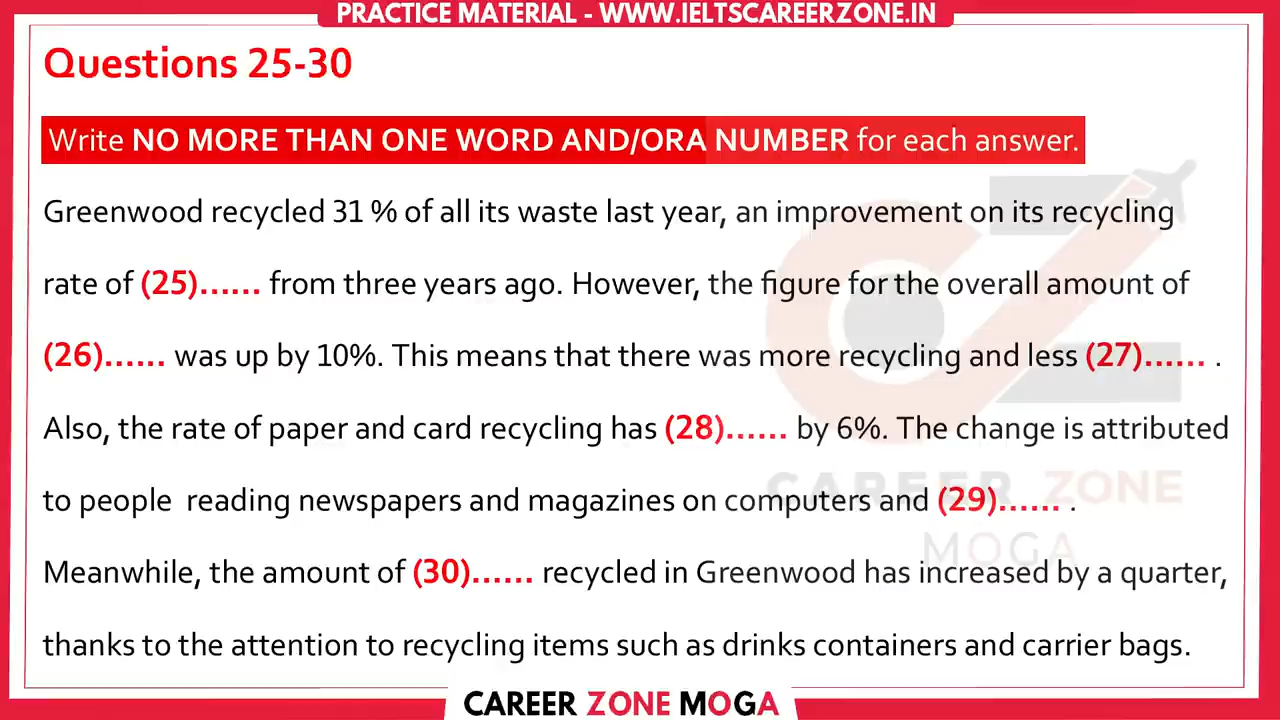 PRACTICE MATERIAL - WWW.IELTSCAREERZONE.IN
Questions 25-30
Write NO MORE THAN ONE WORD AND/ORA NUMBER for each answer.
Greenwood recycled 31 % of all its waste last year, an improvement on its recycling
rate of (25)...... from three years ago. However, the figure for the overall amount of
(26)...... was up by 10%. This means that there was more recycling and less (27)...... .
Also, the rate of paper and card recycling has (28)...... by 6%. The change is attributed
to people reading newspapers and magazines on computers and (29)...... .
Meanwhile, the amount of (30)...... recycled in Greenwood has increased by a quarter,
thanks to the attention to recycling items such as drinks containers and carrier bags.
CAREER ZONE
MOGA
CAREER ZONE MOGA